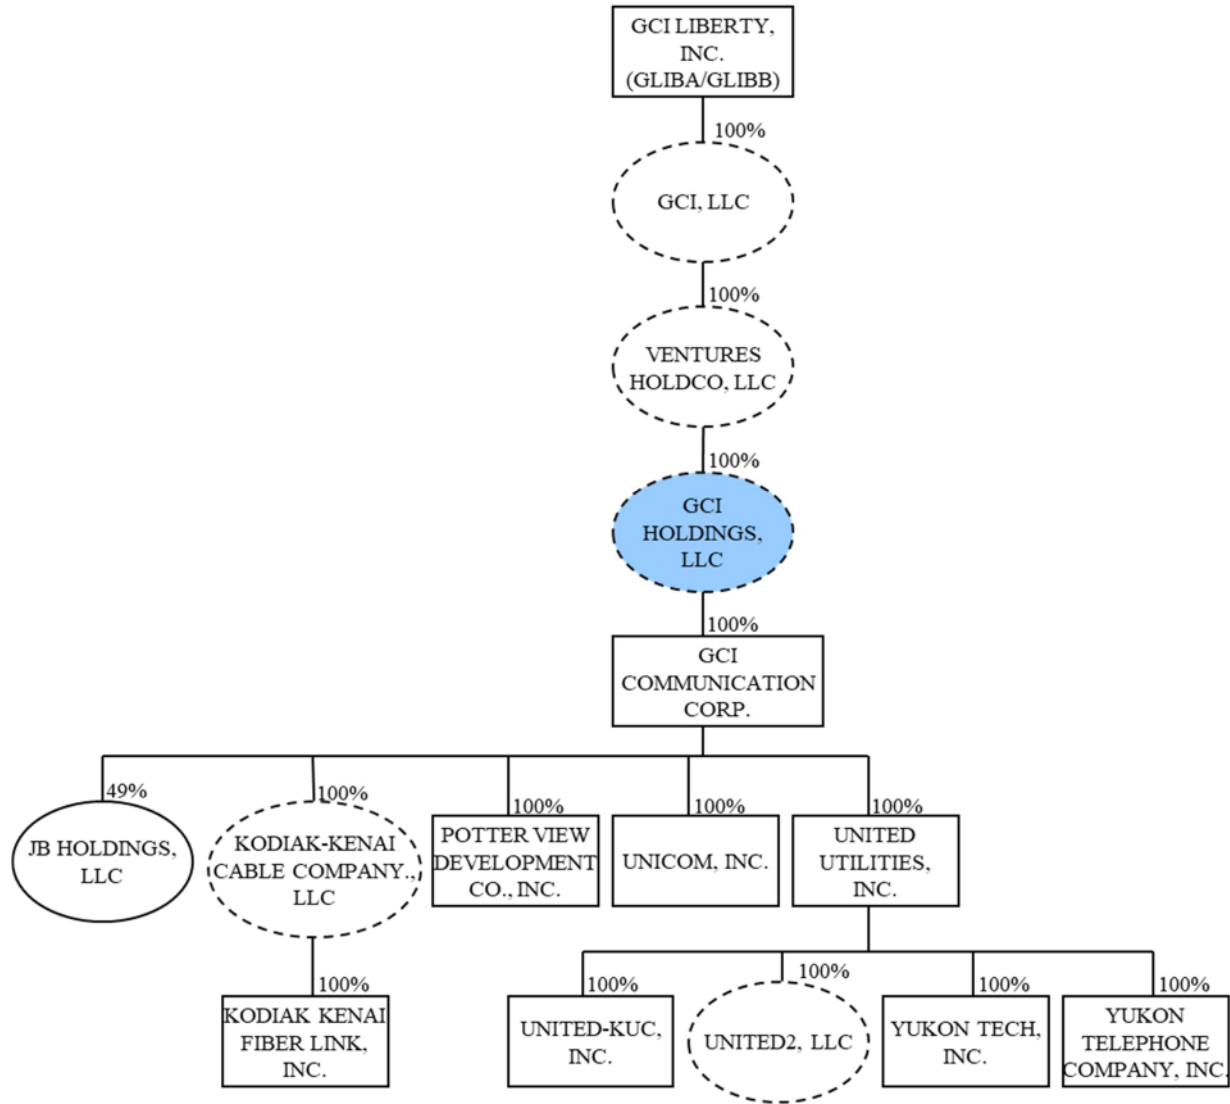 GCI LIBERTY,
INC.
(GLIBA/GLIBB)
100%
GCI, LLC
100%
VENTURES
HOLDCO, LLC
100%
GCI
HOLDINGS,
LLC
100%
GCI
COMMUNICATION
CORP.
49%
JB HOLDINGS,
LLC
100%
KODIAK-KENAI
CABLE COMPANY.,
LLC
100%
POTTER VIEW
DEVELOPMENT
CO., INC.
100%
UNICOM, INC.
100%
UNITED
UTILITIES,
INC.
100%
KODIAK KENAI
FIBER LINK,
INC.
100%
UNITED-KUC,
INC.
100%
UNITED2, LLC
100%
YUKON TECH,
INC.
100%
YUKON
TELEPHONE
COMPANY, INC.